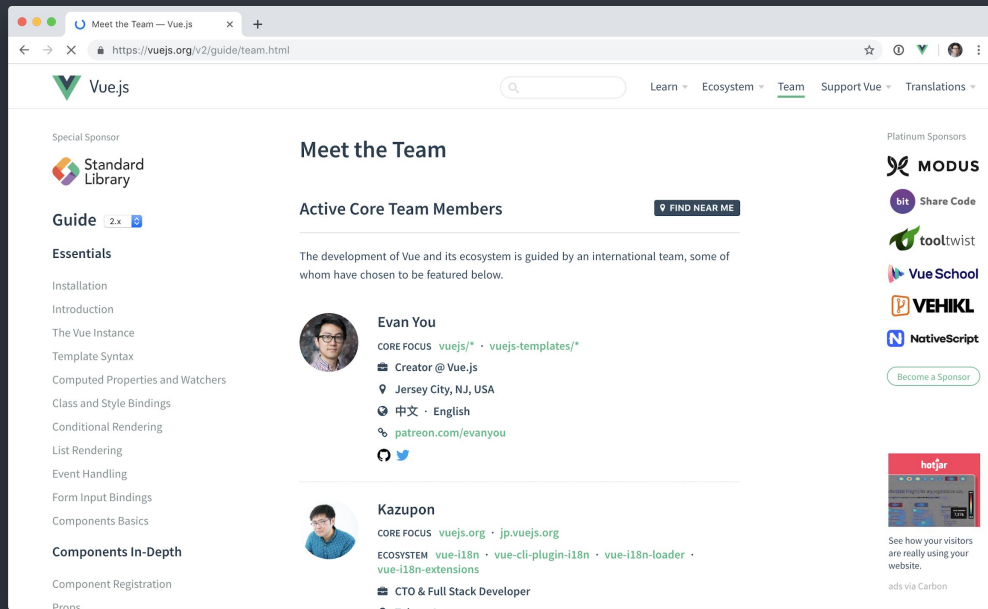 Meet the Team — Vue.js
https://vuejs.org/v2/guide/team.html
Vue.js
Learn
Ecosystem
Team
Support Vue
Translations
Special Sponsor
Standard
Library
Guide 2.x
Essentials
Installation
Introduction
The Vue Instance
Template Syntax
Computed Properties and Watchers
Class and Style Bindings
Conditional Rendering
List Rendering
Event Handling
Form Input Bindings
Components Basics
Components In-Depth
Component Registration
Props
Meet the Team
Active Core Team Members
FIND NEAR ME
The development of Vue and its ecosystem is guided by an international team, some of
whom have chosen to be featured below.
Evan You
CORE FOCUS vuejs/* · vuejs-templates/*
Creator @ Vue.js
Jersey City, NJ, USA
中文 · English
patreon.com/evanyou
Kazupon
CORE FOCUS vuejs.org · jp.vuejs.org
ECOSYSTEM vue-i18n · vue-cli-plugin-i18n · vue-i18n-loader ·
vue-i18n-extensions
CTO & Full Stack Developer
Platinum Sponsors
MODUS
bit Share Code
tooltwist
Vue School
VEHIKL
NativeScript
Become a Sponsor
hotjar
See how your visitors
are really using your
website.
ads via Carbon